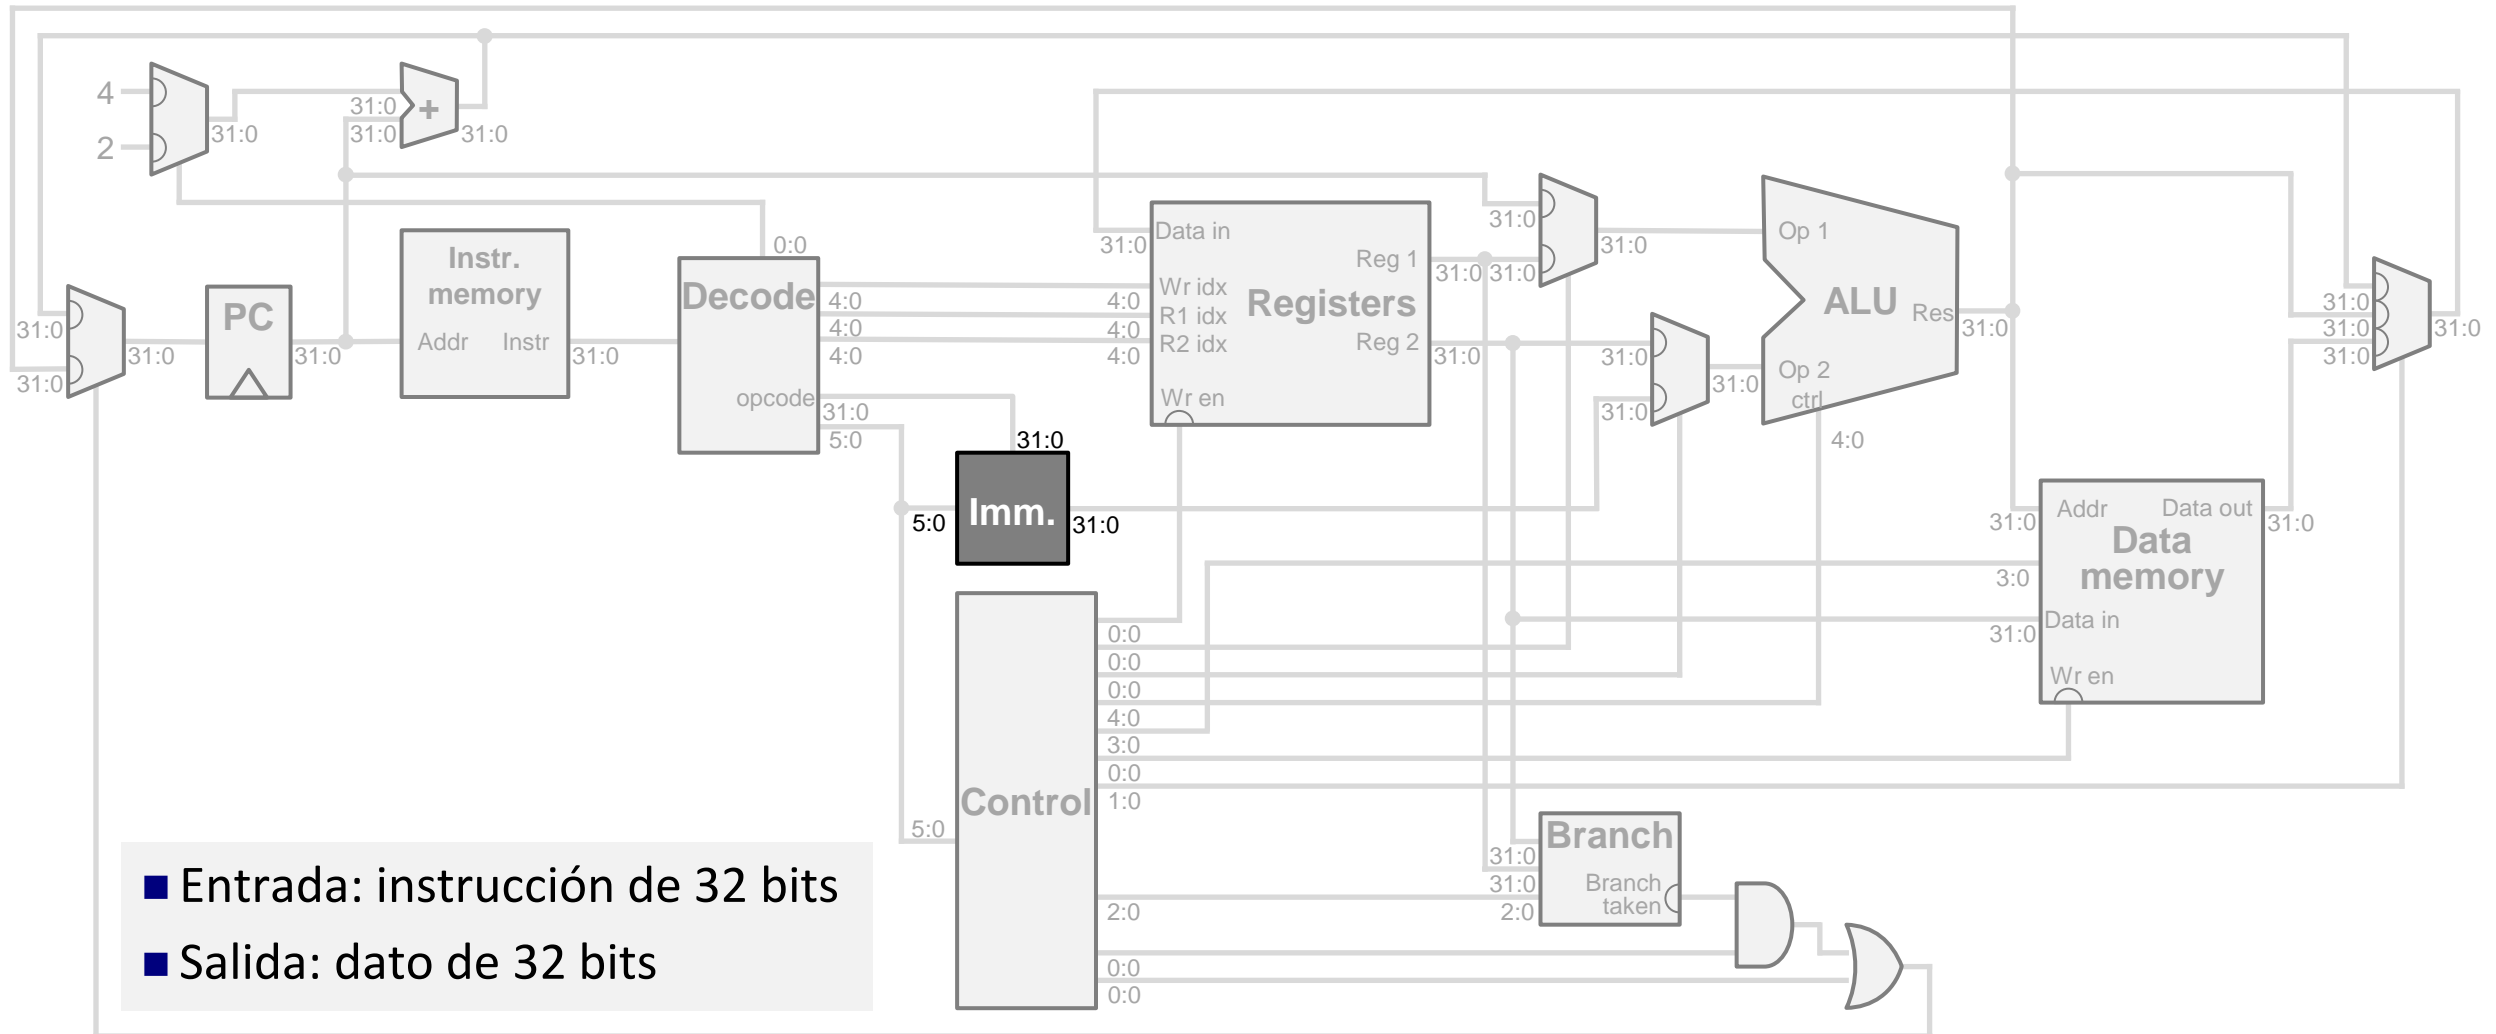 4
31:0
+
31:0
31:0
31:0
2
0:0
Instr.
memory
Addr
Instr
31:0
PC
31:0
31:0
31:0
31:0
Decode
4:0
4:0
4:0
opcode
31:0
5:0
31:0
Data in
Wr idx
R1 idx
R2 idx
Wr en
Registers
Reg 1
Reg 2
4:0
4:0
4:0
31:0
31:0
31:0
31:0
31:0
31:0
31:0
31:0
31:0
Op 1
ALU
Res
Op 2
ctrl
31:0
4:0
31:0
31:0
31:0
31:0
31:0
5:0
Imm.
31:0
31:0
Addr
Data out
31:0
Data
memory
3:0
Data in
31:0
Wr en
Control
5:0
0:0
0:0
0:0
4:0
3:0
0:0
1:0
2:0
0:0
0:0
Branch
31:0
31:0
2:0
Branch
taken
Entrada: instrucción de 32 bits
Salida: dato de 32 bits